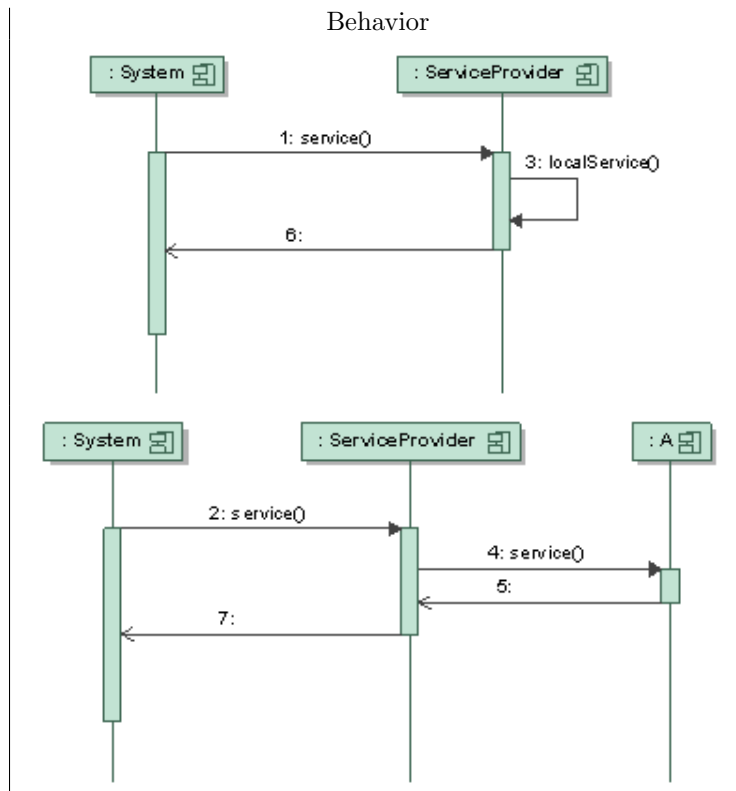 Behavior
: System
: ServiceProvider
1: service()
3: localService()
6:
: System
: ServiceProvider
: A
2: service()
4: service()
5:
7: